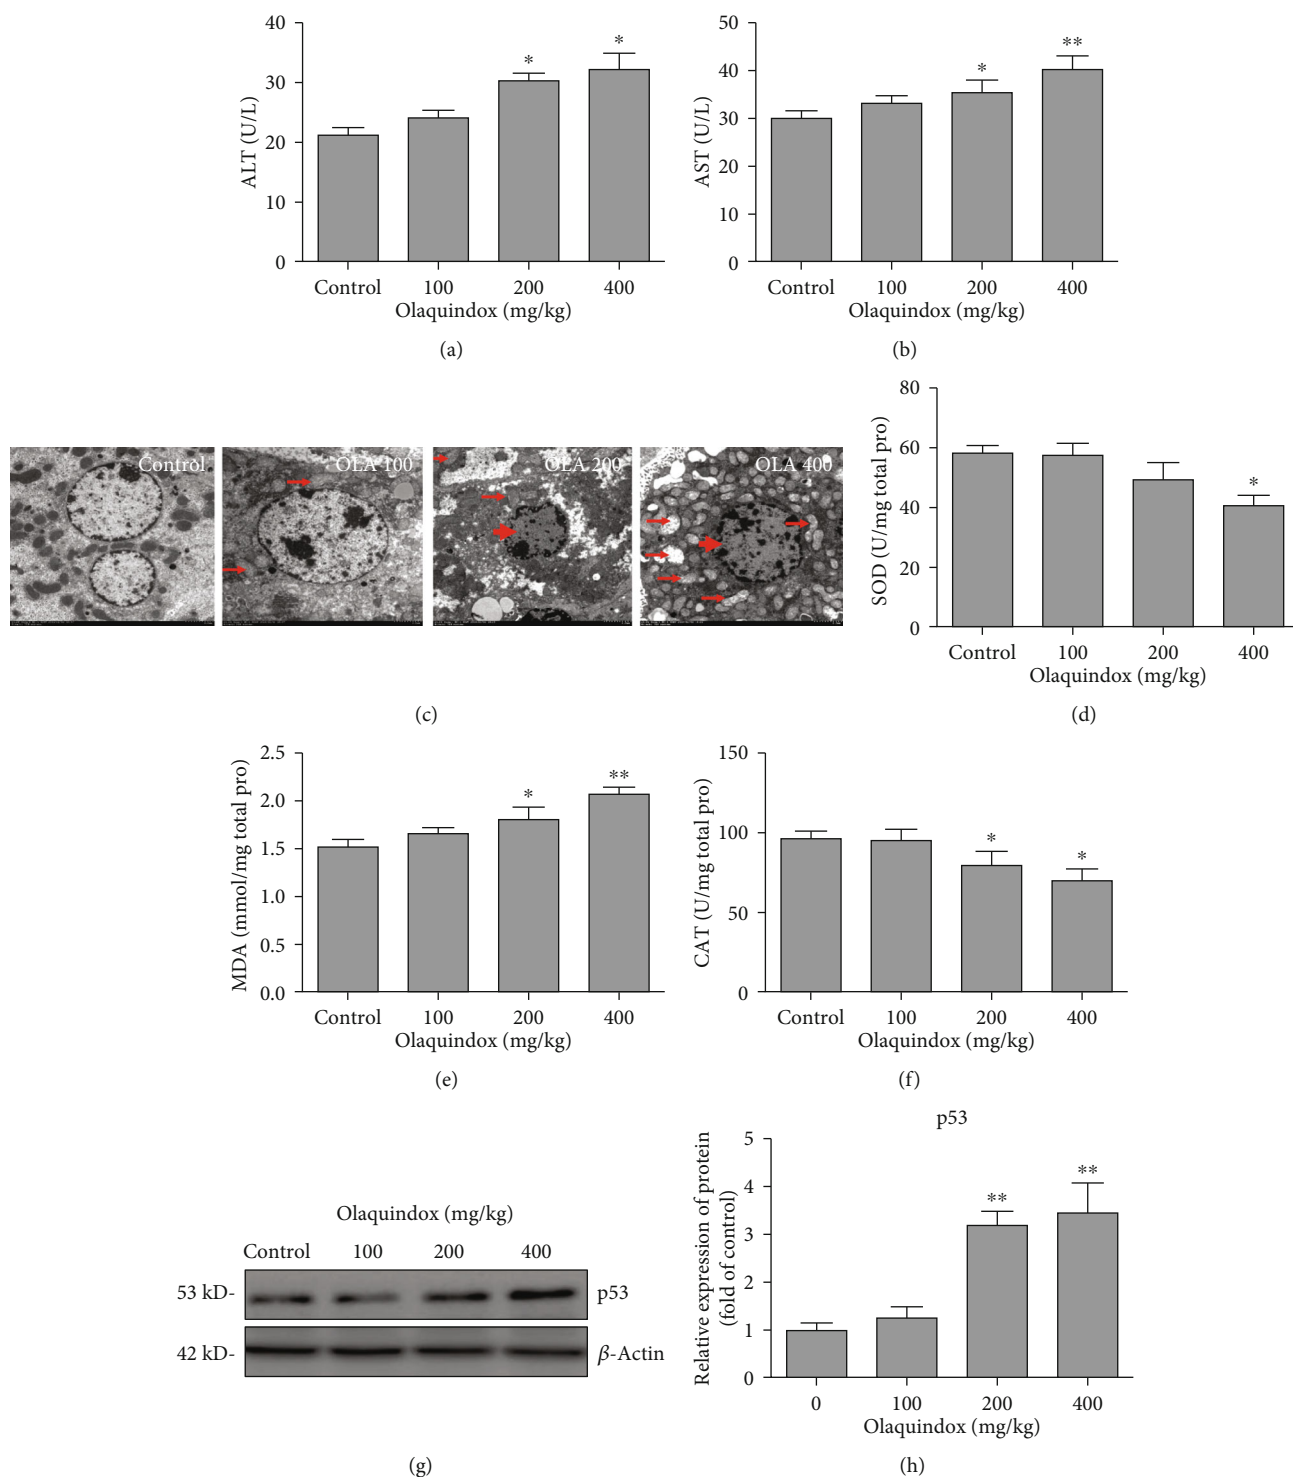 40
30
20
10
0
ALT (U/L)
*
*
Control 100 200 400
Olaquindox (mg/kg)
(a)
50
40
30
20
10
0
AST (U/L)
*
**
Control 100 200 400
Olaquindox (mg/kg)
(b)
Control
OLA 100
OLA 200
OLA 400
(c)
80
60
40
20
0
SOD (U/mg total pro)
*
Control 100 200 400
Olaquindox (mg/kg)
(d)
2.5
2.0
1.5
1.0
0.5
0.0
MDA (mmol/mg total pro)
*
**
Control 100 200 400
Olaquindox (mg/kg)
(e)
150
100
50
0
CAT (U/mg total pro)
*
*
Control 100 200 400
Olaquindox (mg/kg)
(f)
Olaquindox (mg/kg)
Control 100 200 400
53 kD- p53
42 kD- β-Actin
(g)
p53
5
4
3
2
1
0
Relative expression of protein
(fold of control)
**
**
0 100 200 400
Olaquindox (mg/kg)
(h)